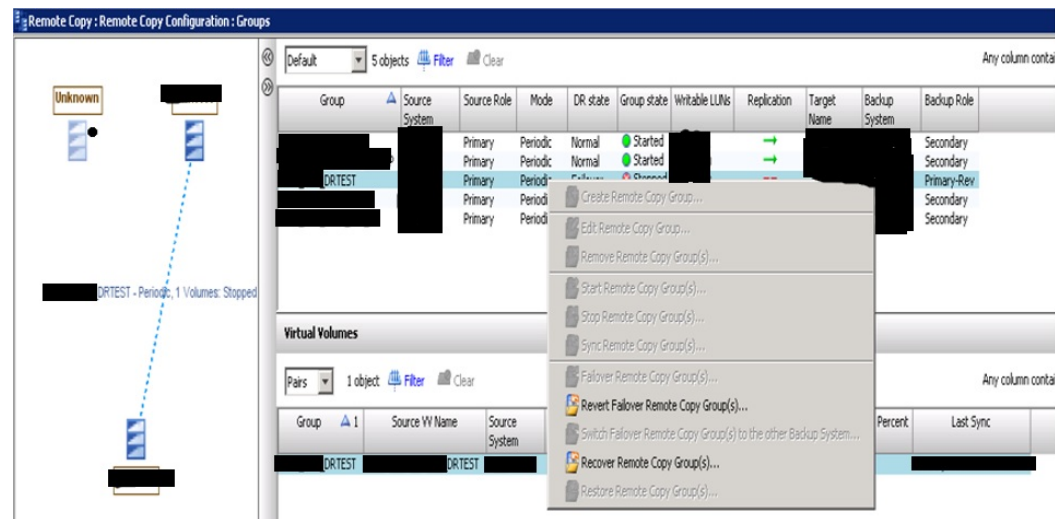 Remote Copy : Remote Copy Configuration : Groups
Unknown
DRTEST - Periodic, 1 Volumes: Stopped
Default 5 objects Filter Clear Any column contai
Group Source System Source Role Mode DR state Group state Writable LUNs Replication Target Name Backup System Backup Role
Primary Periodic Normal Started Secondary
Primary Periodic Normal Started Secondary
DRTEST Primary Periodic Failover Stopped Primary-Rev
Primary Periodi Secondary
Primary Periodi Secondary
Create Remote Copy Group...
Edit Remote Copy Group...
Remove Remote Copy Group(s)...
Start Remote Copy Group(s)...
Stop Remote Copy Group(s)...
Sync Remote Copy Group(s)...
Failover Remote Copy Group(s)...
Revert Failover Remote Copy Group(s)...
Switch Failover Remote Copy Group(s) to the other Backup System...
Recover Remote Copy Group(s)...
Restore Remote Copy Group(s)...
Virtual Volumes
Pairs 1 object Filter Clear Any column contai
Group 1 Source VV Name Source System Percent Last Sync
DRTEST DRTEST